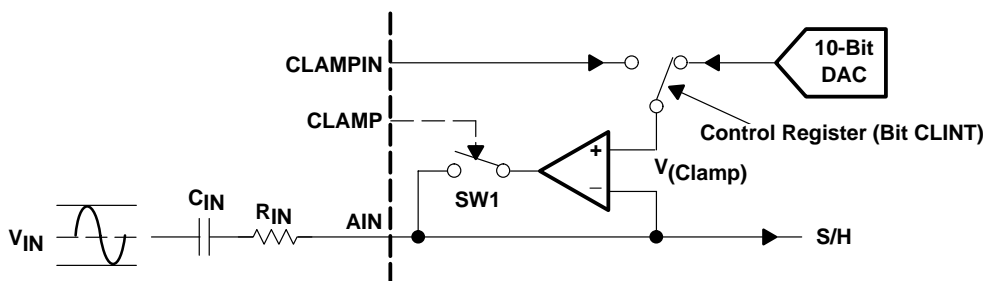 10-Bit
DAC
CLAMPIN
CLAMP
Control Register (Bit CLINT)
+
V(Clamp)
−
SW1
CIN
RIN
AIN
VIN
S/H